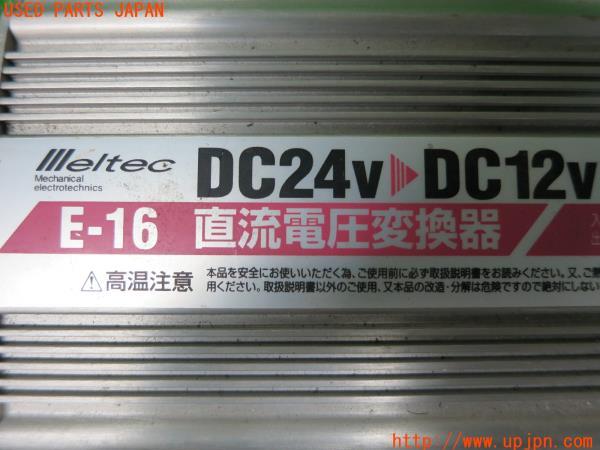 USED PARTS JAPAN
Meltec
Mechanical
electrotechnics
DC24v DC12v
E-16 直流電圧変換器
⚠高温注意
本品を安全にお使いいただく為、ご使用前に必ず取扱説明書をお読みください。又、ご
用ください。取扱説明書以外のご使用、又本品の改造・分解は危険ですので絶対にしない
http://www.upjpn.com/